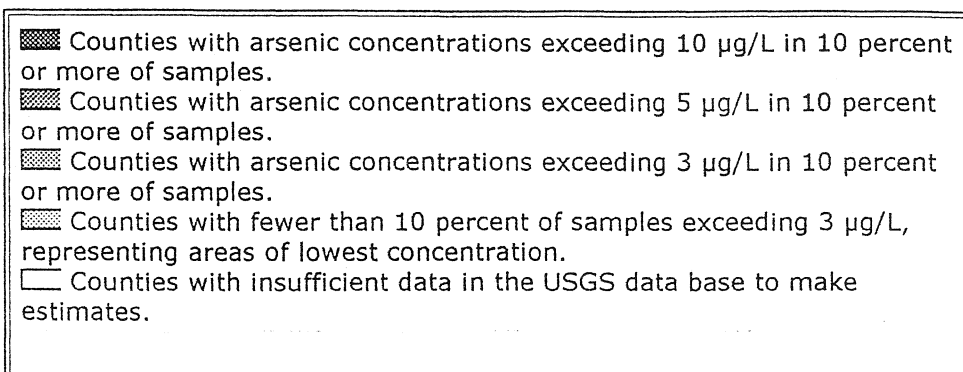 Counties with arsenic concentrations exceeding 10 µg/L in 10 percent
or more of samples.
Counties with arsenic concentrations exceeding 5 µg/L in 10 percent
or more of samples.
Counties with arsenic concentrations exceeding 3 µg/L in 10 percent
or more of samples.
Counties with fewer than 10 percent of samples exceeding 3 µg/L,
representing areas of lowest concentration.
Counties with insufficient data in the USGS data base to make
estimates.